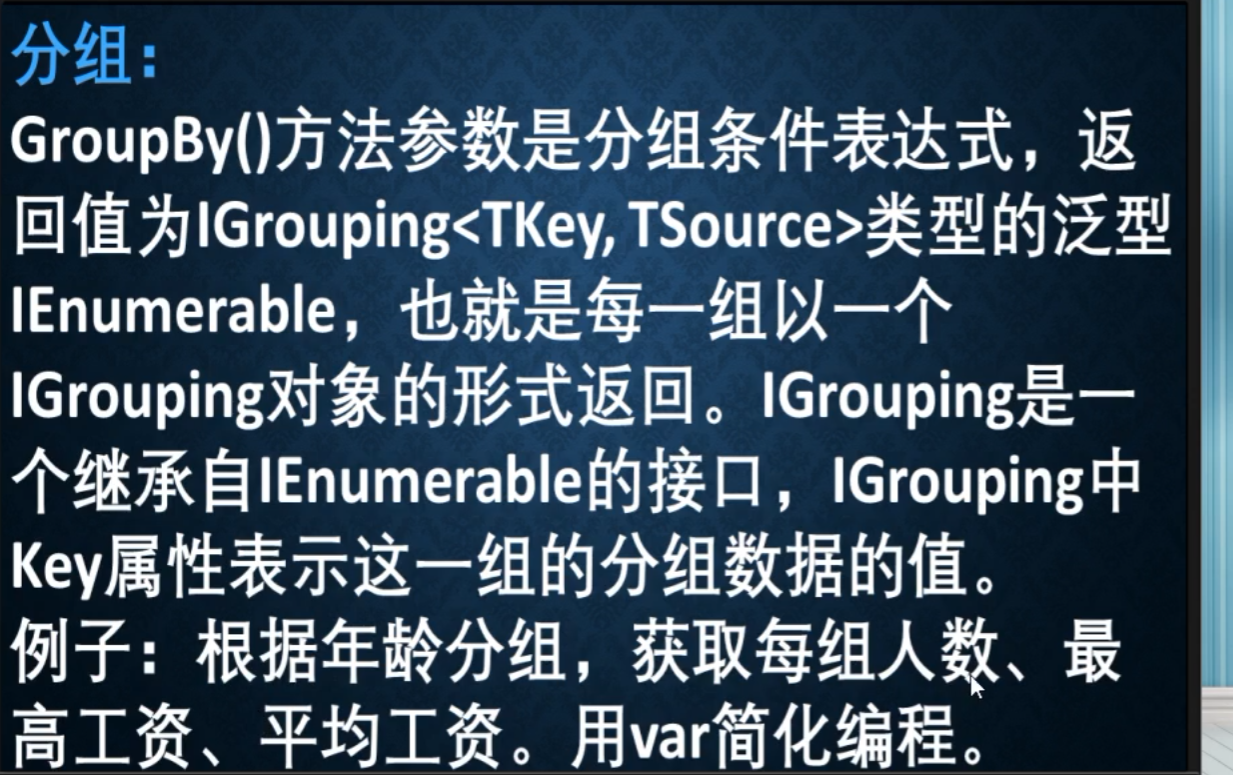 分组：
GroupBy()方法参数是分组条件表达式，返
回值为IGrouping<TKey, TSource>类型的泛型
IEnumerable，也就是每一组以一个
IGrouping对象的形式返回。IGrouping是一
个继承自IEnumerable的接口，IGrouping中
Key属性表示这一组的分组数据的值。
例子：根据年龄分组，获取每组人数、最
高工资、平均工资。用var简化编程。